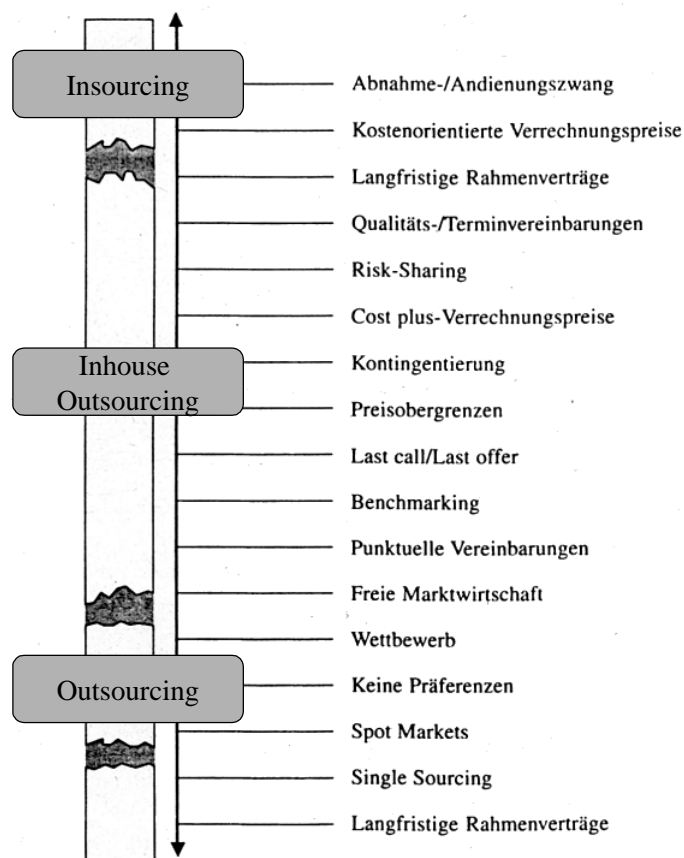 Insourcing
Abnahme-/Andienungszwang
Kostenorientierte Verrechnungspreise
Langfristige Rahmenverträge
Qualitäts-/Terminvereinbarungen
Risk-Sharing
Cost plus-Verrechnungspreise
Inhouse
Outsourcing
Kontingentierung
Preisobergrenzen
Last call/Last offer
Benchmarking
Punktuelle Vereinbarungen
Freie Marktwirtschaft
Wettbewerb
Outsourcing
Keine Präferenzen
Spot Markets
Single Sourcing
Langfristige Rahmenverträge